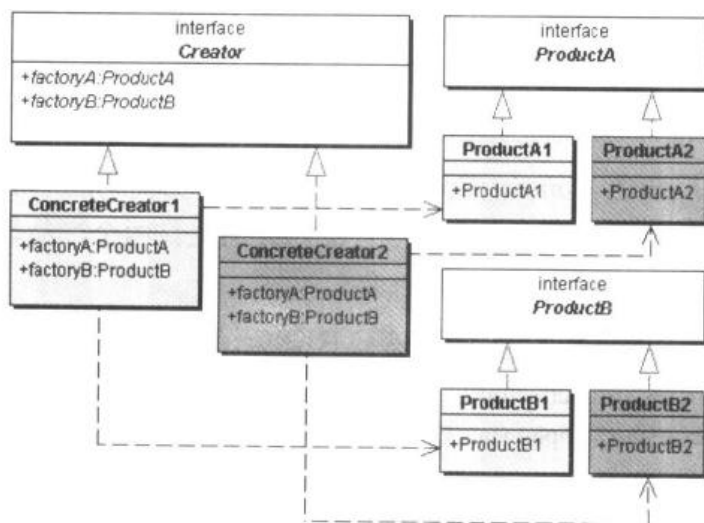 interface
Creator
+factoryA:ProductA
+factoryB:ProductB
interface
ProductA
ProductA1
+ProductA1
ProductA2
+ProductA2
ConcreteCreator1
+factoryA:ProductA
+factoryB:ProductB
ConcreteCreator2
+factoryA:ProductA
+factoryB:ProductB
interface
ProductB
ProductB1
+ProductB1
ProductB2
+ProductB2